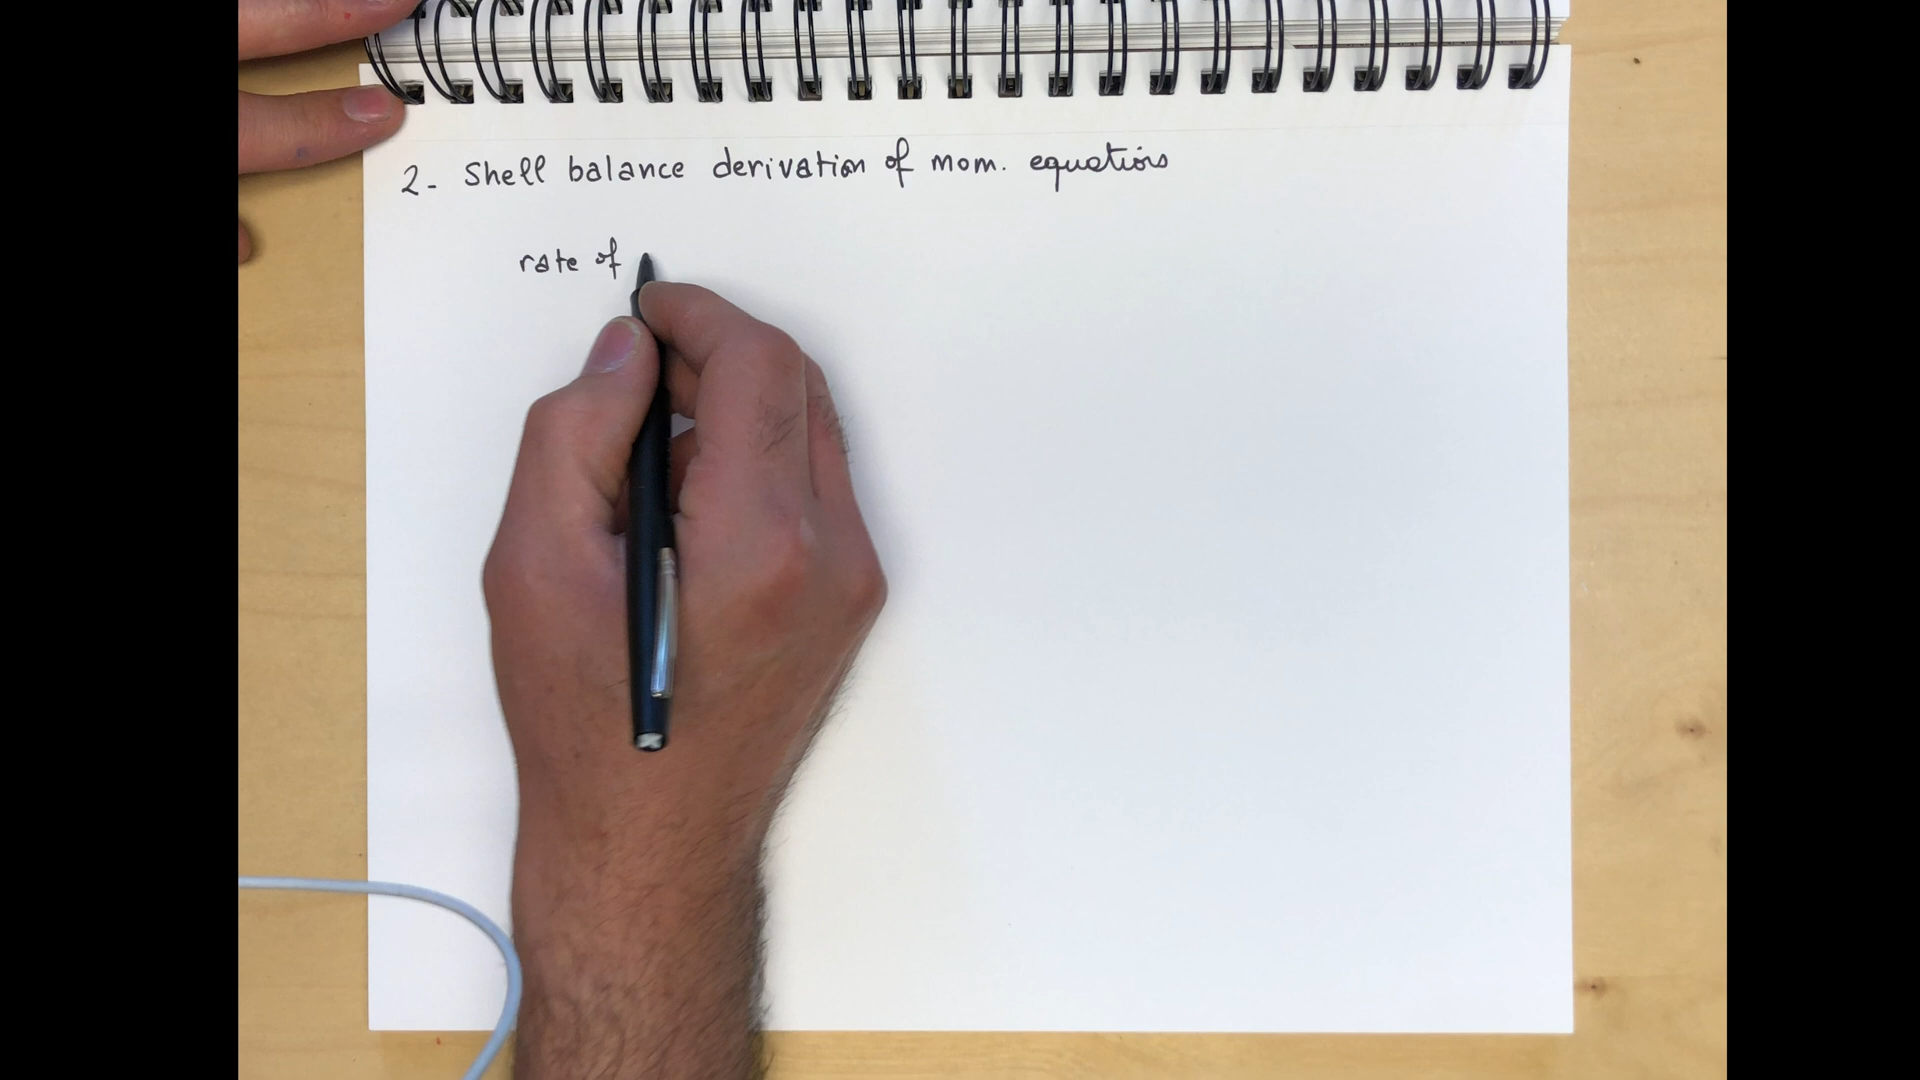 2- Shell balance derivation of mom. equations
rate of